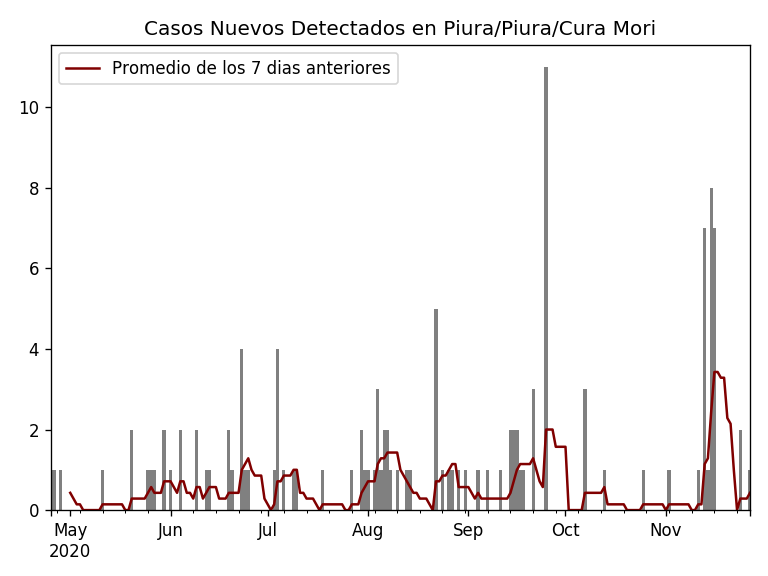 Casos Nuevos Detectados en Piura/Piura/Cura Mori
Promedio de los 7 dias anteriores
10
8
6
4
2
0
May Jun Jul Aug Sep Oct Nov
2020